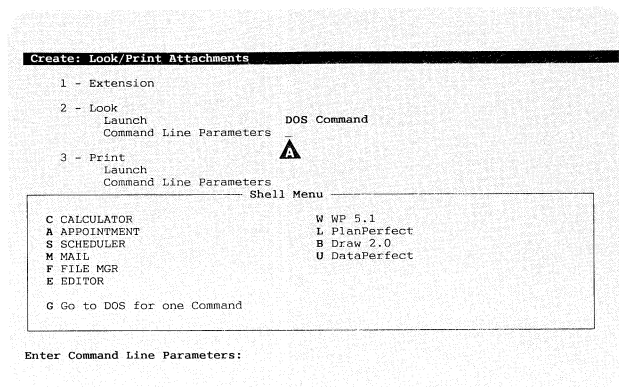 Create: Look/Print Attachments
1 - Extension
2 - Look
Launch DOS Command
Command Line Parameters _
A
3 - Print
Launch
Command Line Parameters
Shell Menu
C CALCULATOR W WP 5.1
A APPOINTMENT L PlanPerfect
S SCHEDULER B Draw 2.0
M MAIL U DataPerfect
F FILE MGR
E EDITOR
G Go to DOS for one Command
Enter Command Line Parameters: